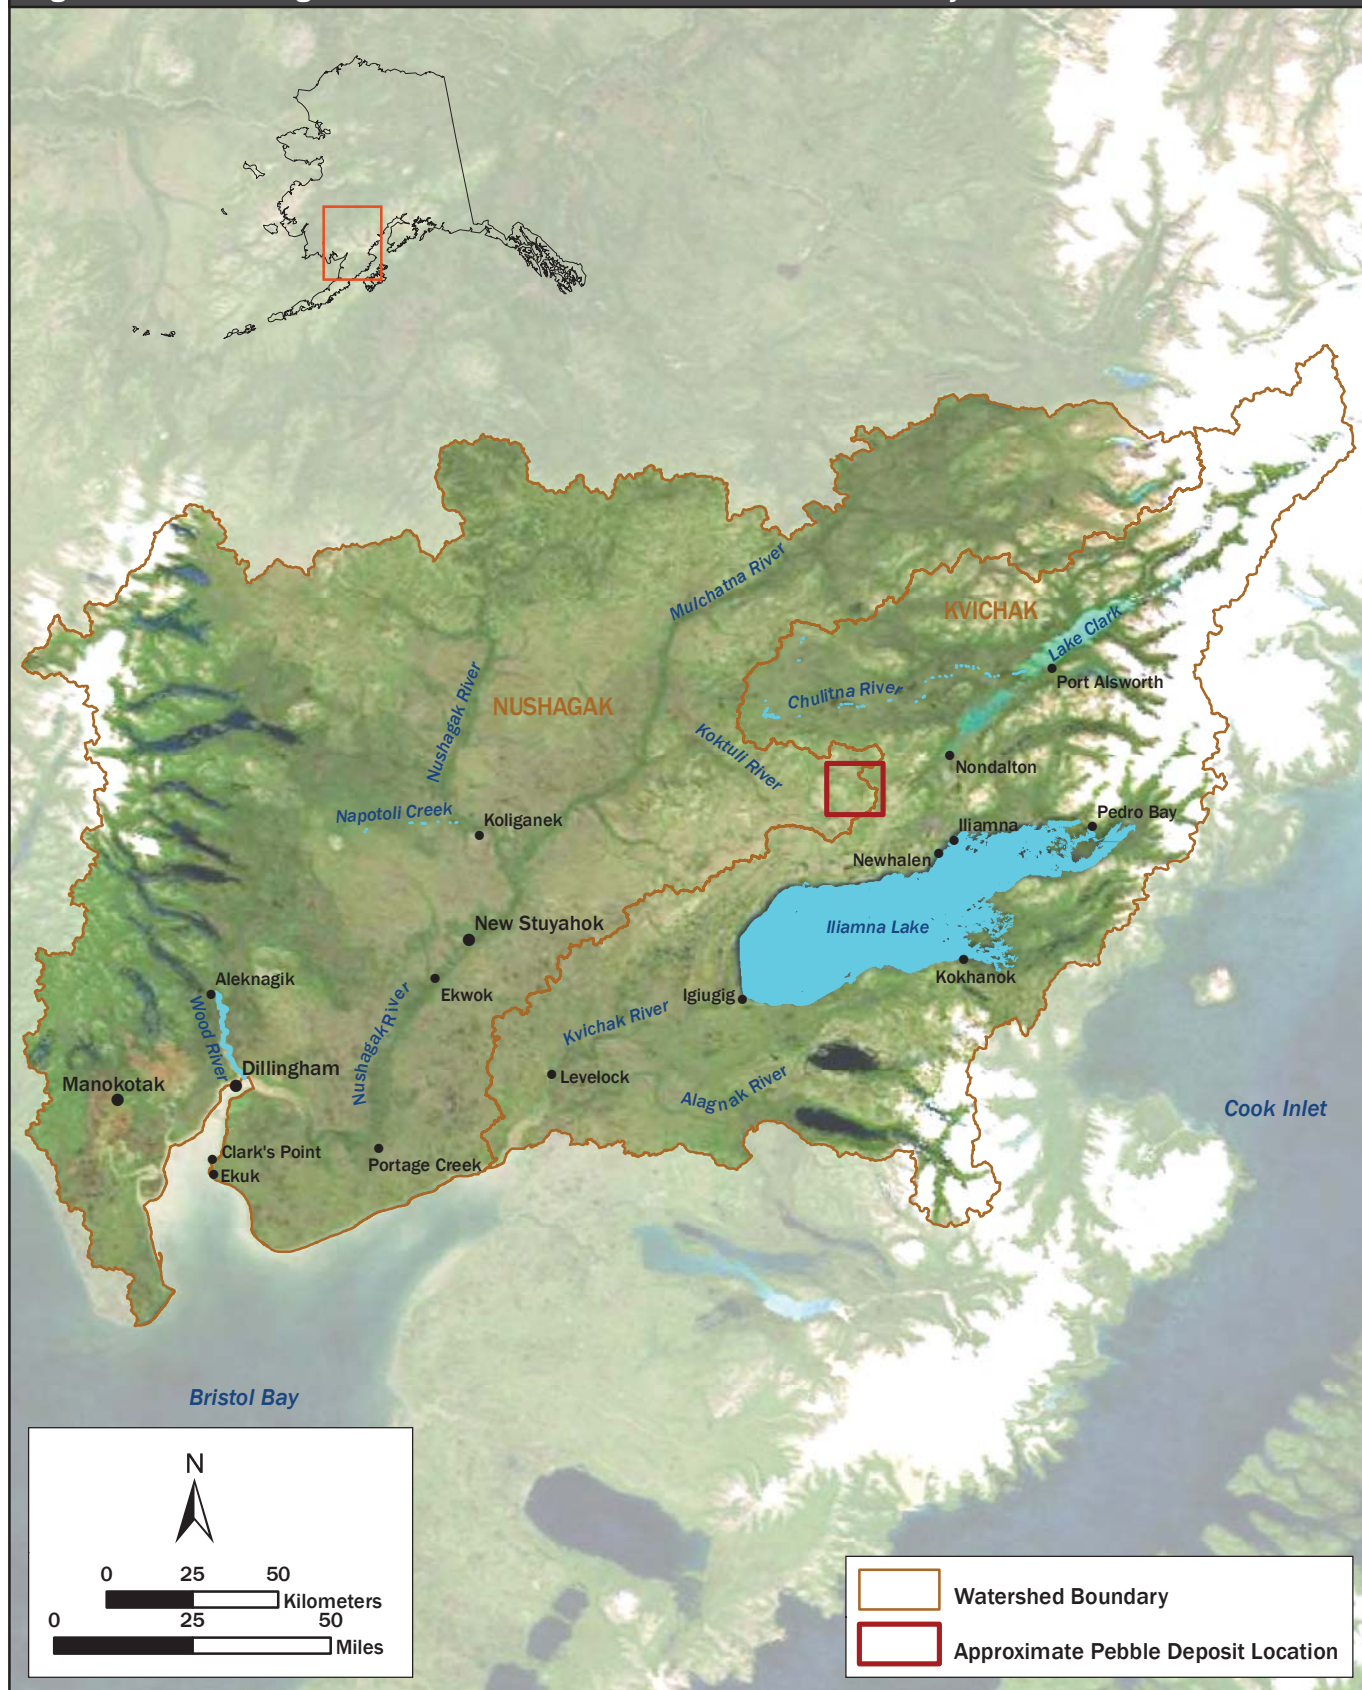 Mulchatna River
KVICHAK
Lake Clark
Port Alsworth
Chulitna River
Nushagak River
NUSHAGAK
Koktuli River
Nondalton
Napotoli Creek
Koliganek
Pedro Bay
Iliamna
Newhalen
New Stuyahok
Iliamna Lake
Aleknagik
Ekwok
Kokhanok
Igiugig
Wood River
Nushagak River
Kvichak River
Dillingham
Levelock
Manokotak
Alagnak River
Cook Inlet
Clark's Point
Portage Creek
Ekuk
Bristol Bay
N
0 25 50
Kilometers
0 25 50
Miles
Watershed Boundary
Approximate Pebble Deposit Location